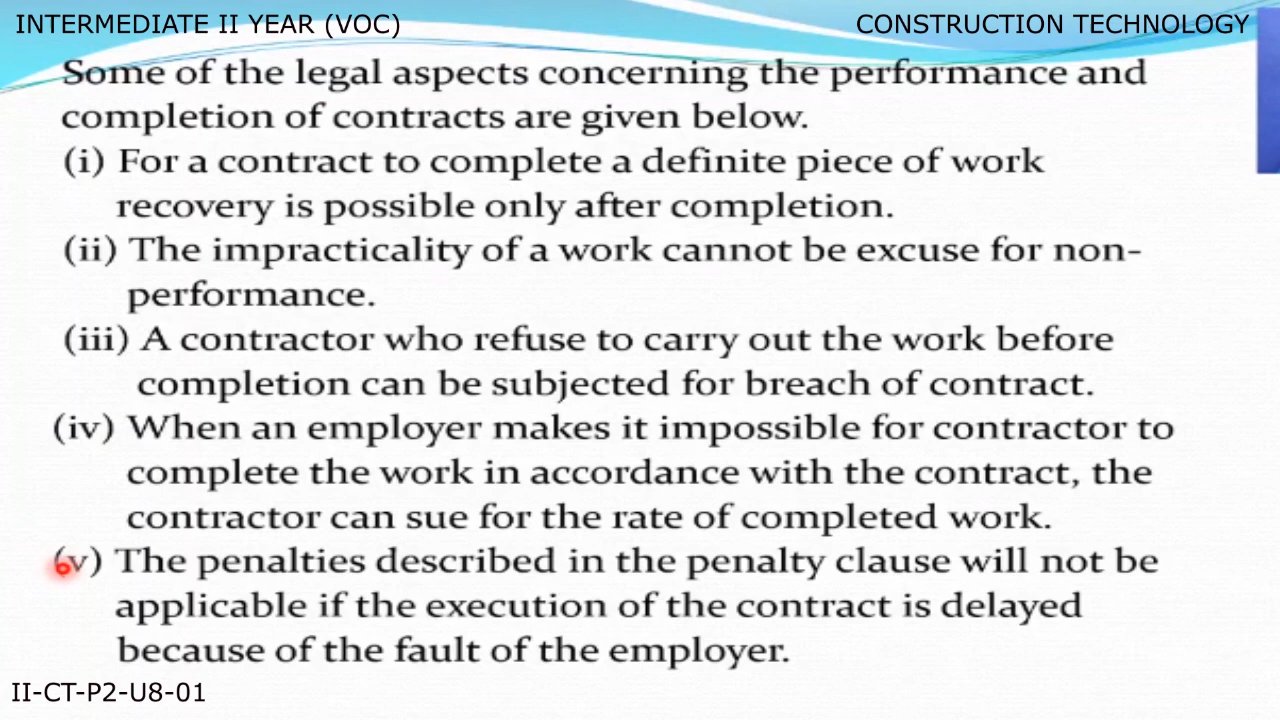 INTERMEDIATE II YEAR (VOC)
CONSTRUCTION TECHNOLOGY
Some of the legal aspects concerning the performance and
completion of contracts are given below.
(i) For a contract to complete a definite piece of work
recovery is possible only after completion.
(ii) The impracticality of a work cannot be excuse for non-
performance.
(iii) A contractor who refuse to carry out the work before
completion can be subjected for breach of contract.
(iv) When an employer makes it impossible for contractor to
complete the work in accordance with the contract, the
contractor can sue for the rate of completed work.
(v) The penalties described in the penalty clause will not be
applicable if the execution of the contract is delayed
because of the fault of the employer.
II-CT-P2-U8-01